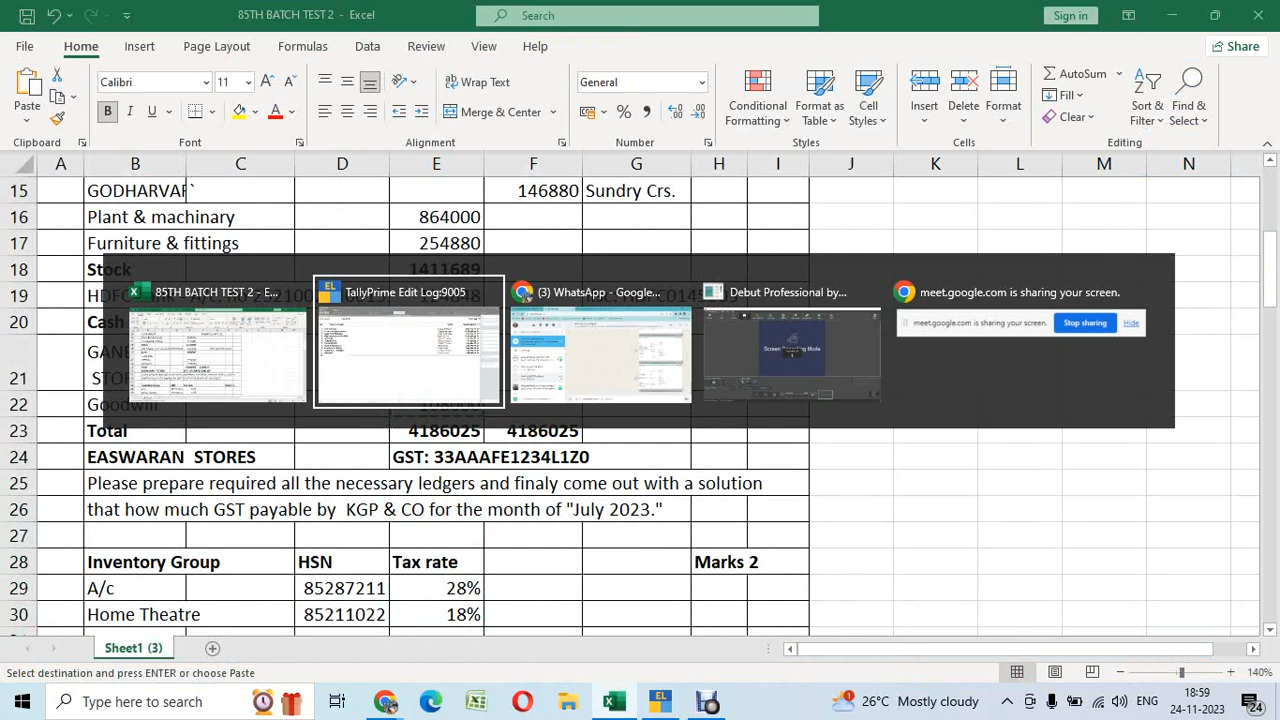 85TH BATCH TEST 2 - Excel
Search
Sign in
File Home Insert Page Layout Formulas Data Review View Help
Share
Paste
Calibri 11
B I U
Wrap Text
Merge & Center
General
Conditional Formatting
Format as Table
Cell Styles
Insert Delete Format
AutoSum
Fill
Clear
Sort & Filter
Find & Select
Clipboard Font Alignment Number Styles Cells Editing
A B C D E F G H I J K L M N
15 GODHARVAR` 146880 Sundry Crs.
16 Plant & machinary 864000
17 Furniture & fittings 254880
18 Stock 1411689
19
20 Cash
21
22 Goodwill
23 Total 4186025 4186025
24 EASWARAN STORES GST: 33AAAFE1234L1Z0
25 Please prepare required all the necessary ledgers and finaly come out with a solution
26 that how much GST payable by KGP & CO for the month of "July 2023."
27
28 Inventory Group HSN Tax rate Marks 2
29 A/c 85287211 28%
30 Home Theatre 85211022 18%
85TH BATCH TEST 2 - E...
TallyPrime Edit Log:9005
(3) WhatsApp - Google...
Debut Professional by...
meet.google.com is sharing your screen.
meet.google.com is sharing your screen. Stop sharing Hide
Sheet1 (3)
Select destination and press ENTER or choose Paste
140%
Type here to search
26°C Mostly cloudy
ENG
18:59
24-11-2023
24